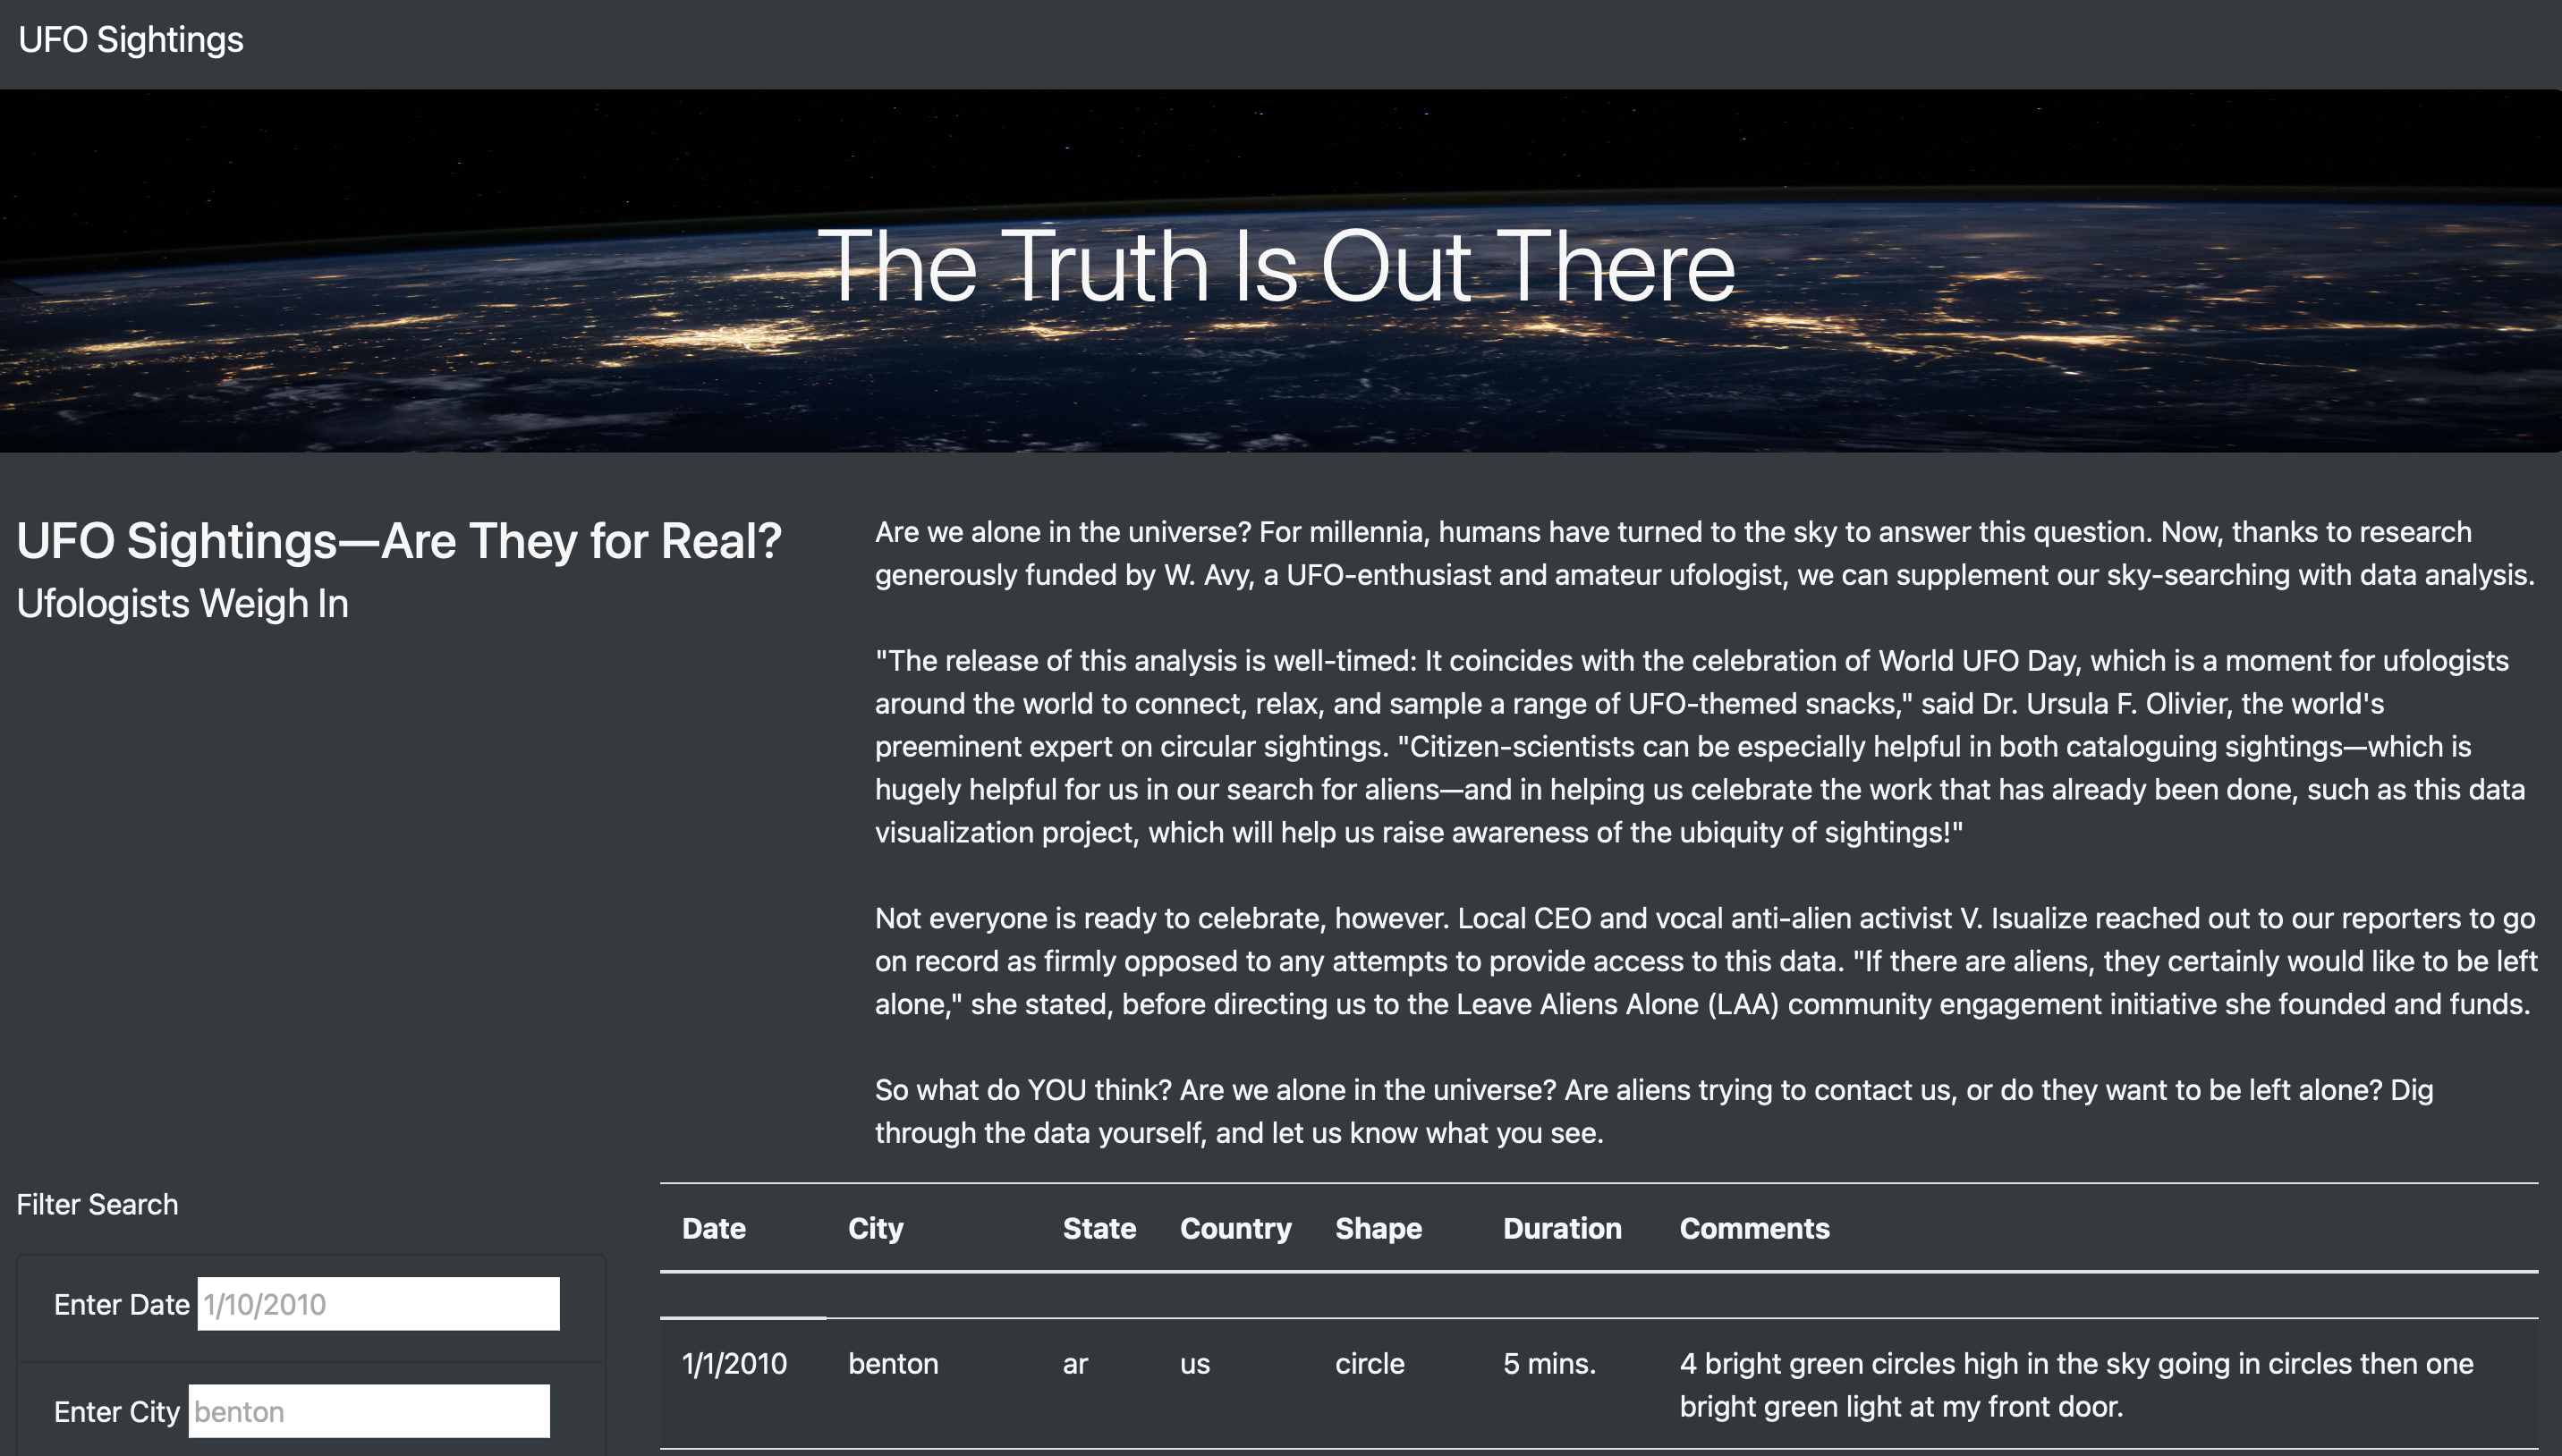 UFO Sightings
The Truth Is Out There
UFO Sightings—Are They for Real?
Ufologists Weigh In
Are we alone in the universe? For millennia, humans have turned to the sky to answer this question. Now, thanks to research
generously funded by W. Avy, a UFO-enthusiast and amateur ufologist, we can supplement our sky-searching with data analysis.
"The release of this analysis is well-timed: It coincides with the celebration of World UFO Day, which is a moment for ufologists
around the world to connect, relax, and sample a range of UFO-themed snacks," said Dr. Ursula F. Olivier, the world's
preeminent expert on circular sightings. "Citizen-scientists can be especially helpful in both cataloguing sightings—which is
hugely helpful for us in our search for aliens—and in helping us celebrate the work that has already been done, such as this data
visualization project, which will help us raise awareness of the ubiquity of sightings!"
Not everyone is ready to celebrate, however. Local CEO and vocal anti-alien activist V. Isualize reached out to our reporters to go
on record as firmly opposed to any attempts to provide access to this data. "If there are aliens, they certainly would like to be left
alone," she stated, before directing us to the Leave Aliens Alone (LAA) community engagement initiative she founded and funds.
So what do YOU think? Are we alone in the universe? Are aliens trying to contact us, or do they want to be left alone? Dig
through the data yourself, and let us know what you see.
Filter Search
Enter Date 1/10/2010
Enter City benton
Date City State Country Shape Duration Comments
1/1/2010 benton ar us circle 5 mins. 4 bright green circles high in the sky going in circles then one
bright green light at my front door.